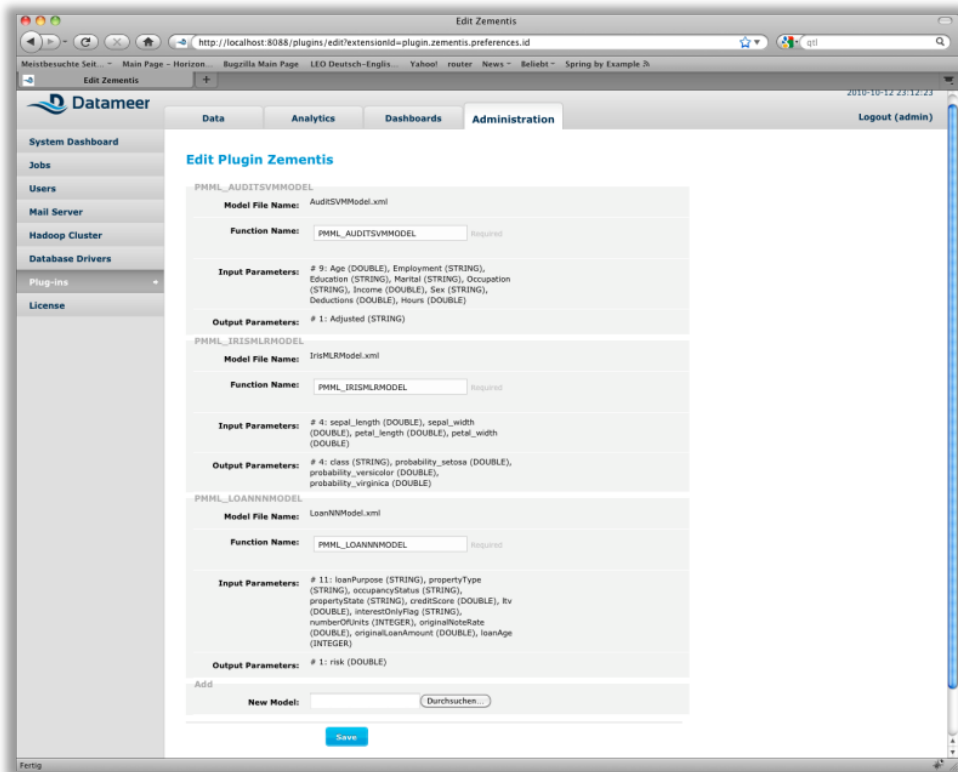 Edit Zementis
http://localhost:8088/plugins/edit?extensionId=plugin.zementis.preferences.id
qtl
Meistbesuchte Seit... Main Page - Horizon... Bugzilla Main Page LEO Deutsch-Englis... Yahoo! router News Beliebt Spring by Example
Edit Zementis +
Datameer
2010-10-12 23:12:23
Data Analytics Dashboards Administration Logout (admin)
System Dashboard
Jobs
Users
Mail Server
Hadoop Cluster
Database Drivers
Plug-ins
License
Edit Plugin Zementis
PMML_AUDITSVMMODEL
Model File Name: AuditSVMModel.xml
Function Name: PMML_AUDITSVMMODEL Required
Input Parameters: # 9: Age (DOUBLE), Employment (STRING),
Education (STRING), Marital (STRING), Occupation
(STRING), Income (DOUBLE), Sex (STRING),
Deductions (DOUBLE), Hours (DOUBLE)
Output Parameters: # 1: Adjusted (STRING)
PMML_IRISMLRMODEL
Model File Name: IrisMLRModel.xml
Function Name: PMML_IRISMLRMODEL Required
Input Parameters: # 4: sepal_length (DOUBLE), sepal_width
(DOUBLE), petal_length (DOUBLE), petal_width
(DOUBLE)
Output Parameters: # 4: class (STRING), probability_setosa (DOUBLE),
probability_versicolor (DOUBLE),
probability_virginica (DOUBLE)
PMML_LOANNNMODEL
Model File Name: LoanNNModel.xml
Function Name: PMML_LOANNNMODEL Required
Input Parameters: # 11: loanPurpose (STRING), propertyType
(STRING), occupancyStatus (STRING),
propertyState (STRING), creditScore (DOUBLE), ltv
(DOUBLE), interestOnlyFlag (STRING),
numberOfUnits (INTEGER), originalNoteRate
(DOUBLE), originalLoanAmount (DOUBLE), loanAge
(INTEGER)
Output Parameters: # 1: risk (DOUBLE)
Add
New Model: Durchsuchen...
Save
Fertig